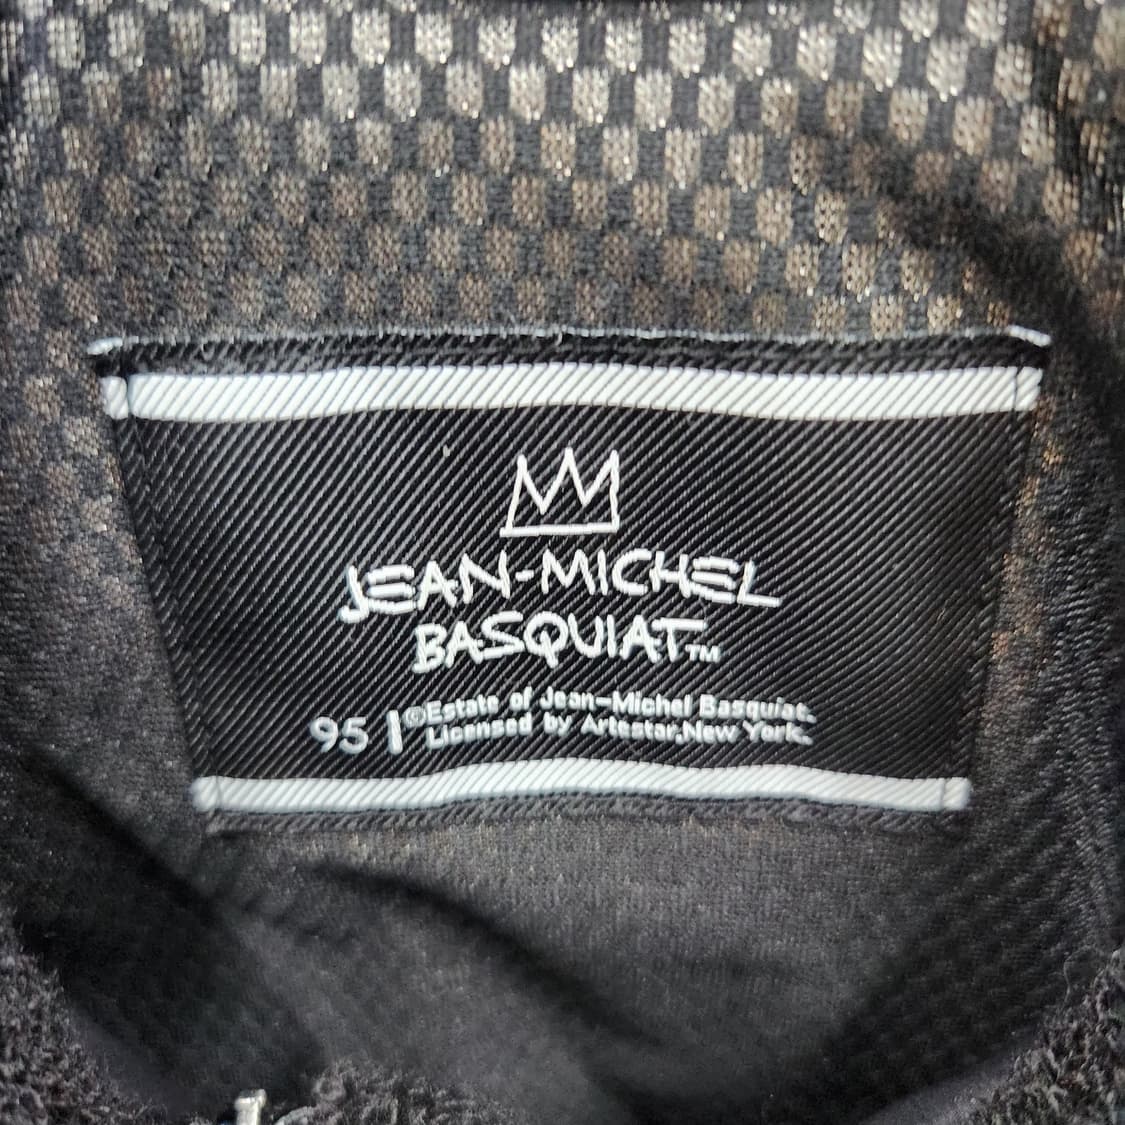 JEAN-MICHEL
BASQUIAT™
95 | ©Estate of Jean-Michel Basquiat.
Licensed by Artestar,New York.